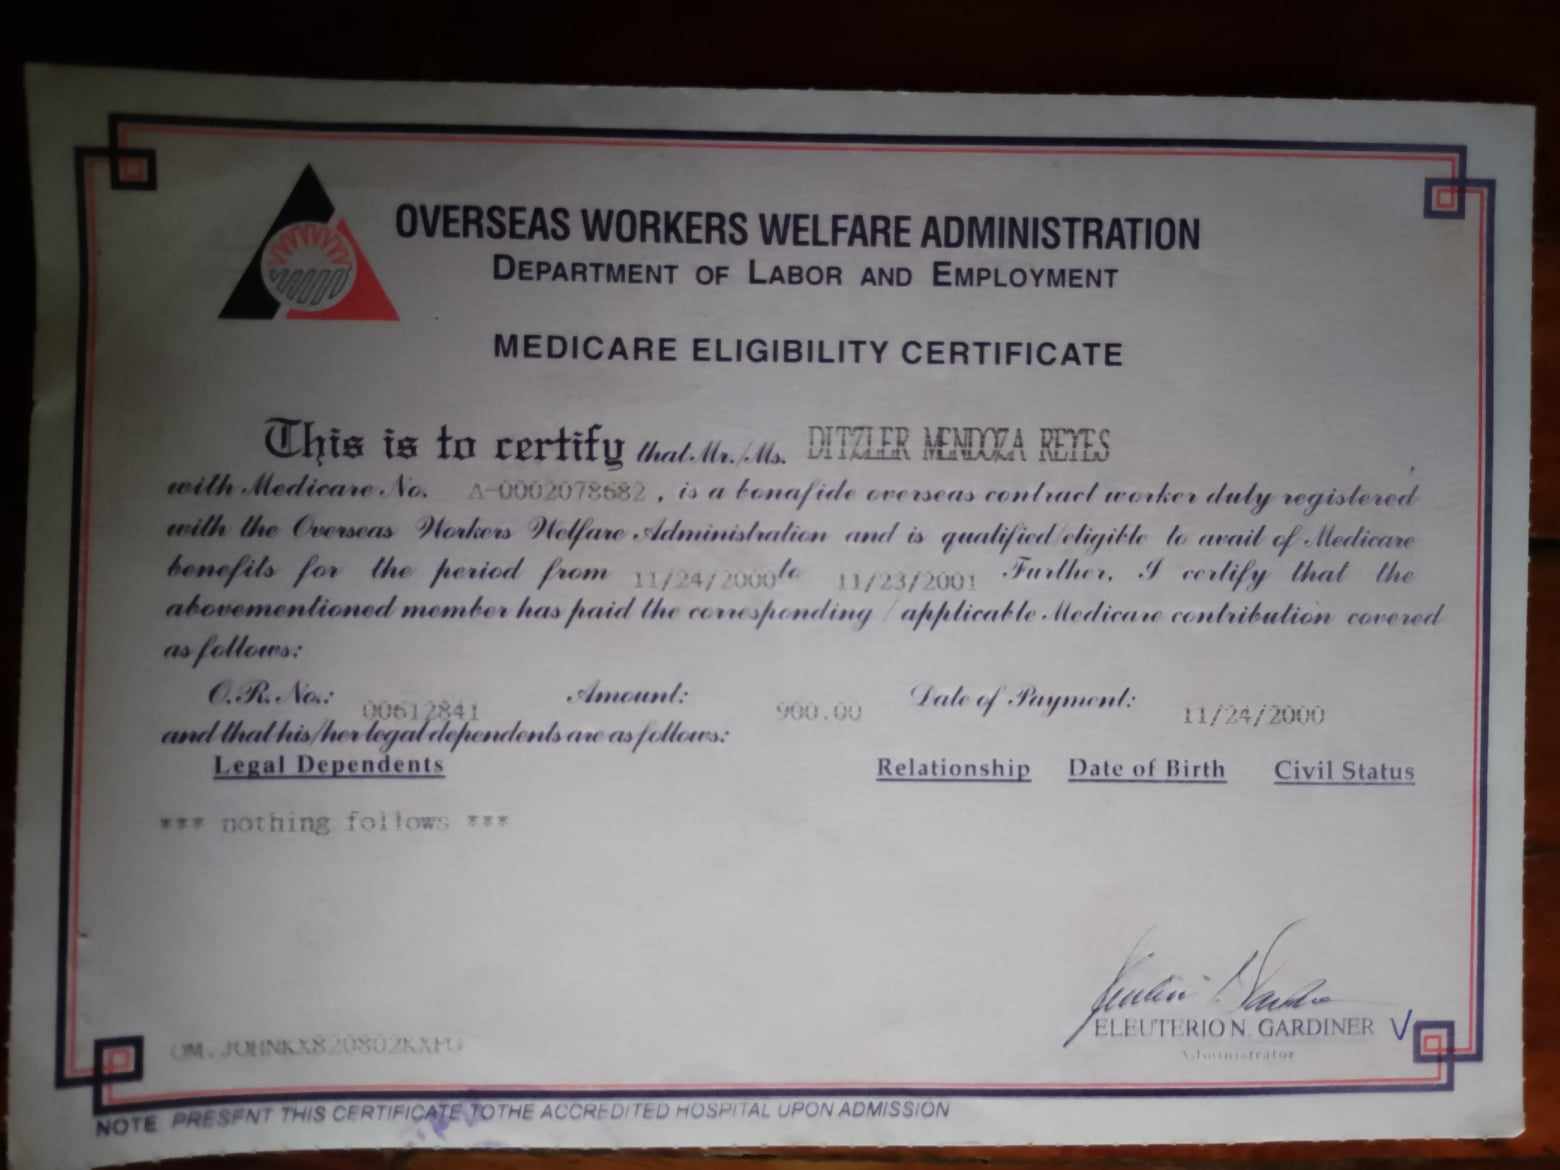 OVERSEAS WORKERS WELFARE ADMINISTRATION
DEPARTMENT OF LABOR AND EMPLOYMENT
MEDICARE ELIGIBILITY CERTIFICATE
This is to certify that Mr./Ms. DITZLER MENDOZA REYES
with Medicare No. A-0002078682, is a bonafide overseas contract worker duly registered
with the Overseas Workers Welfare Administration and is qualified/eligible to avail of Medicare
benefits for the period from 11/24/2000 to 11/23/2001 Further, I certify that the
abovementioned member has paid the corresponding / applicable Medicare contribution covered
as follows:
O.R. No.: 00612841 Amount: 900.00 Date of Payment: 11/24/2000
and that his/her legal dependents are as follows:
Legal Dependents Relationship Date of Birth Civil Status
*** nothing follows ***
ELEUTERIO N. GARDINER
Administrator
NOTE PRESENT THIS CERTIFICATE TO THE ACCREDITED HOSPITAL UPON ADMISSION